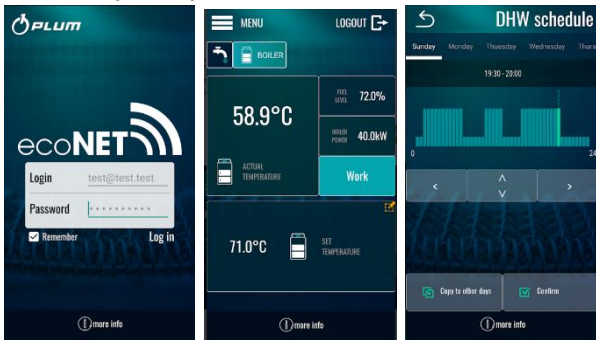 PLUM
ecoNET
Login test@test.test
Password ..........
Remember Log in
more info
MENU LOGOUT
BOILER
58.9°C
ACTUAL
TEMPERATURE
FUEL
LEVEL 72.0%
BOILER
POWER 40.0kW
Work
71.0°C
SET
TEMPERATURE
more info
DHW schedule
Sunday Monday Thuesday Wednesday Thurs
19:30 - 20:00
0 24
Copy to other days Confirm
more info